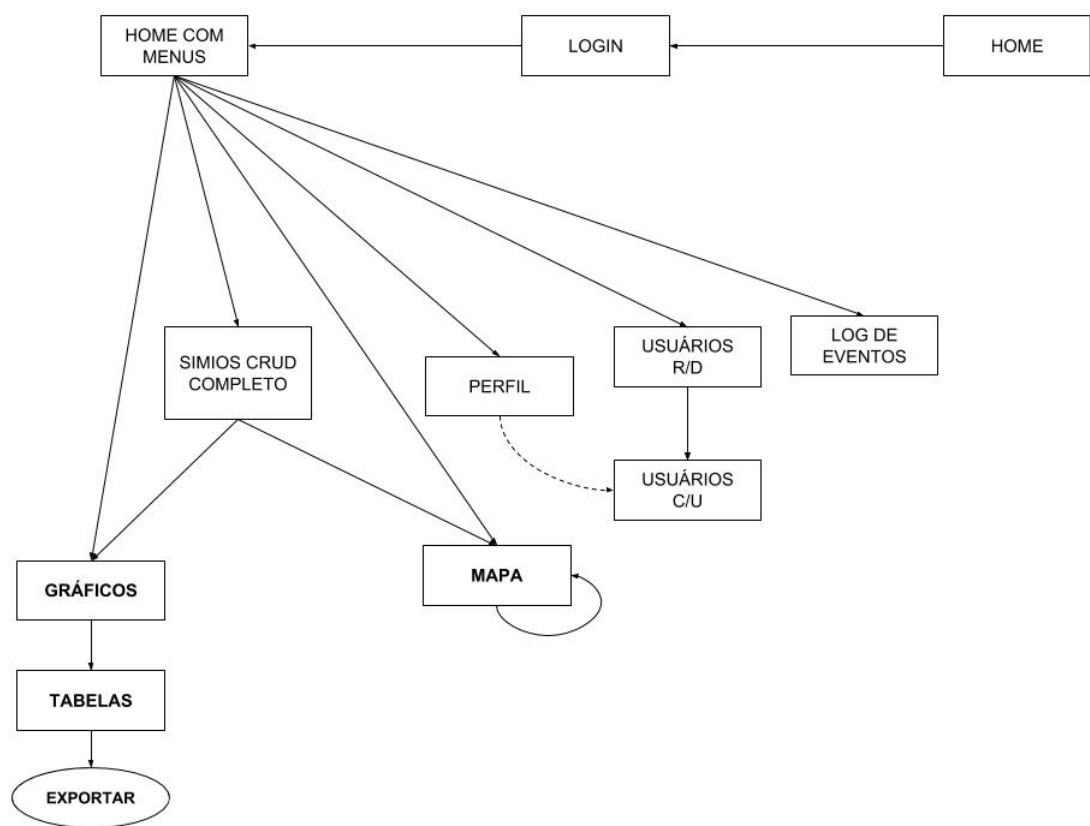 HOME COM
MENUS
LOGIN
HOME
SIMIOS CRUD
COMPLETO
PERFIL
USUÁRIOS
R/D
LOG DE
EVENTOS
USUÁRIOS
C/U
MAPA
GRÁFICOS
TABELAS
EXPORTAR